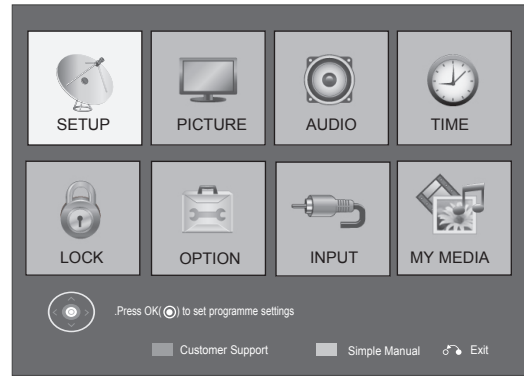 SETUP PICTURE AUDIO TIME
LOCK OPTION INPUT MY MEDIA
.Press OK(◉) to set programme settings
Customer Support Simple Manual Exit